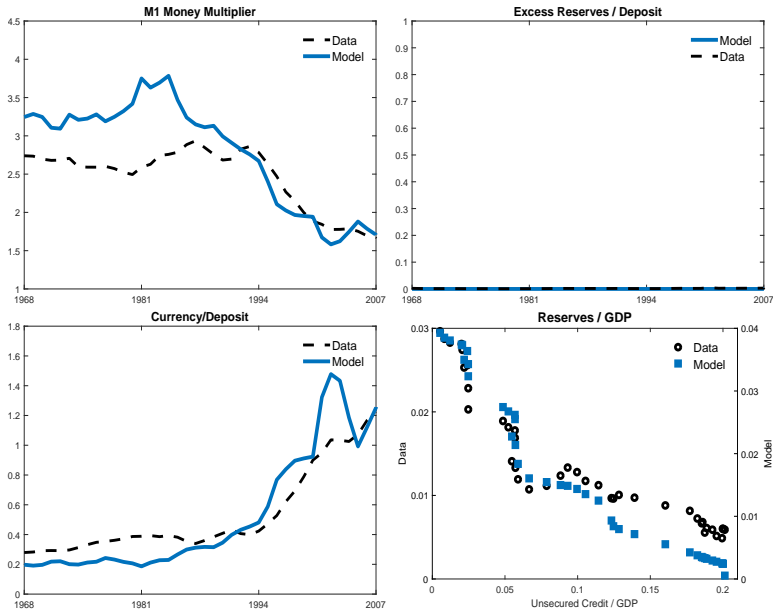 M1 Money Multiplier
4.5
4
3.5
3
2.5
2
1.5
1
1968 1981 1994 2007
Data
Model
Excess Reserves / Deposit
1
0.9
0.8
0.7
0.6
0.5
0.4
0.3
0.2
0.1
0
1968 1981 1994 2007
Model
Data
Currency/Deposit
1.8
1.6
1.4
1.2
1
0.8
0.6
0.4
0.2
0
1968 1981 1994 2007
Data
Model
Reserves / GDP
0.03
0.02
0.01
0
Data
0.04
0.03
0.02
0.01
0
Model
0 0.05 0.1 0.15 0.2
Unsecured Credit / GDP
Data
Model